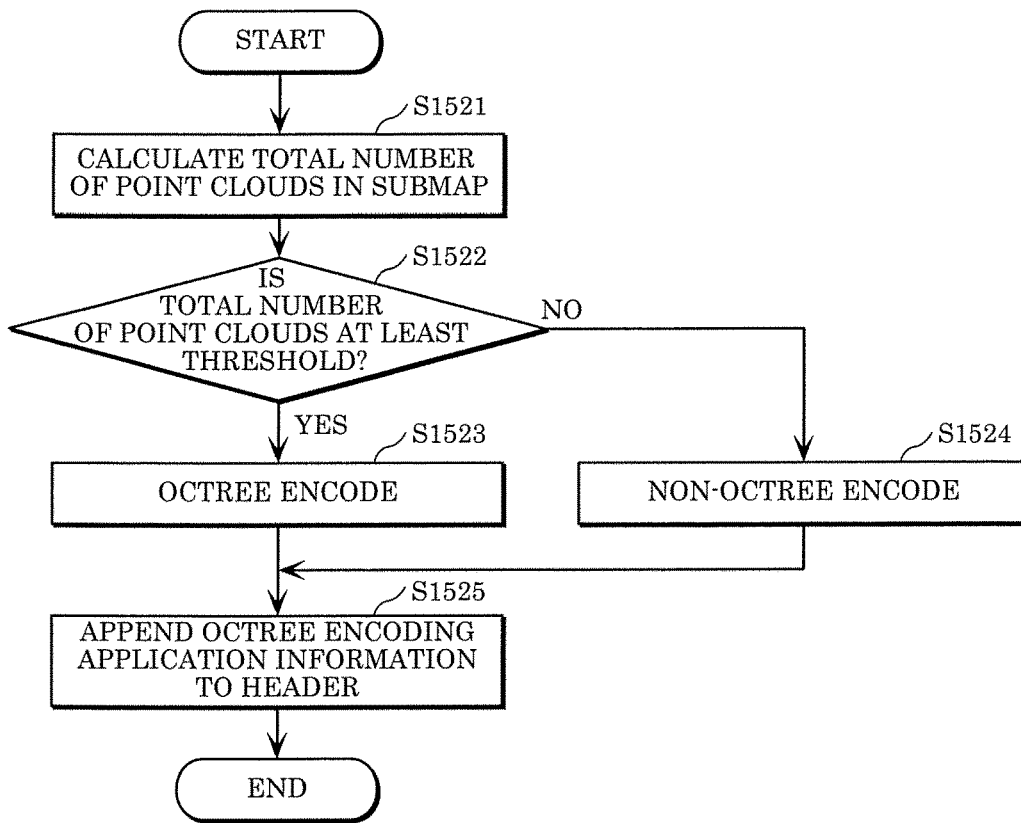 START
S1521
CALCULATE TOTAL NUMBER
OF POINT CLOUDS IN SUBMAP
S1522
IS
TOTAL NUMBER
OF POINT CLOUDS AT LEAST
THRESHOLD?
NO
YES
S1523
OCTREE ENCODE
S1524
NON-OCTREE ENCODE
S1525
APPEND OCTREE ENCODING
APPLICATION INFORMATION
TO HEADER
END